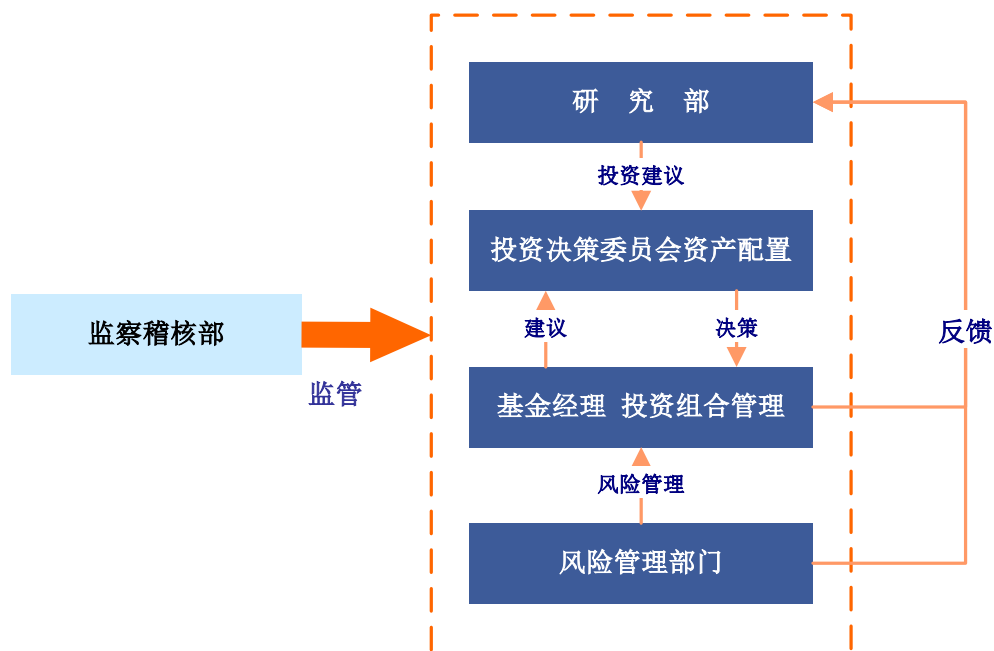 研 究 部
投资建议
投资决策委员会资产配置
建议
决策
监察稽核部
监管
反馈
基金经理 投资组合管理
风险管理
风险管理部门